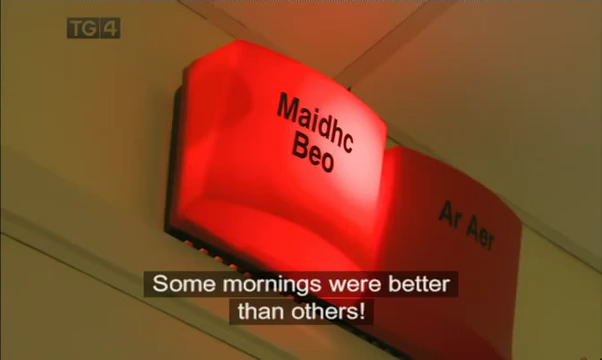 TG4
Maidhc
Beo
Ar Aer
Some mornings were better
than others!